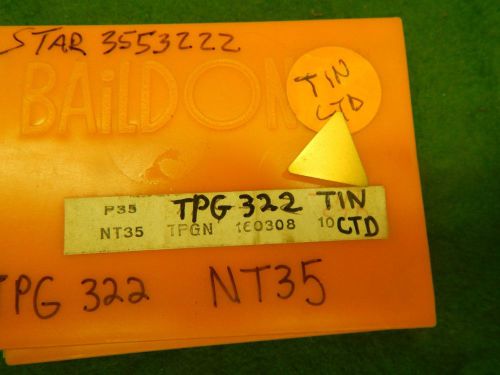 STAR 3553222
BAiLDON
TIN
CTD
P35 TPG 322 TIN
NT35 TPGN 160308 10 CTD
TPG 322 NT35